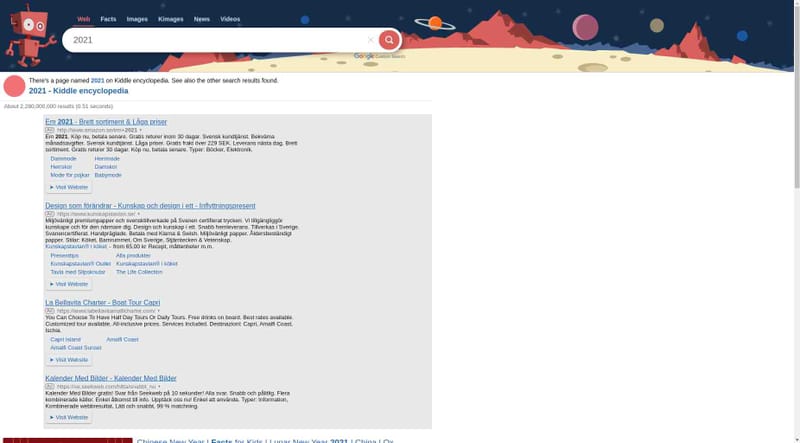 Web Facts Images Kimages News Videos
2021
Google Custom Search
There's a page named 2021 on Kiddle encyclopedia. See also the other search results found.
2021 - Kiddle encyclopedia
About 2,280,000,000 results (0.51 seconds)
Em 2021 - Brett sortiment & Låga priser
Ad http://www.amazon.se/em+2021
Em 2021. Köp nu, betala senare. Gratis returer inom 30 dagar. Svensk kundtjänst. Bekväma
månadsavgifter. Svensk kundtjänst. Låga priser. Gratis frakt över 229 SEK. Leverans nästa dag. Brett
sortiment. Gratis returer 30 dagar. Köp nu, betala senare. Typer: Böcker, Elektronik.
Dammode Herrmode
Herrskor Damskor
Mode för pojkar Babymode
► Visit Website
Design som förändrar - Kunskap och design i ett - Inflyttningspresent
Ad https://www.kunskapstavlan.se/
Miljövänligt premiumpapper och svensktillverkade på Svanen certifierat tryckeri. Vi tillgängliggör
kunskape och för den närmare dig. Design och kunskap i ett. Snabb hemleverans. Tillverkas i Sverige.
Svanencertifierat. Handpräglade. Betala med Klarna & Swish. Miljövänligt papper. Åldersbeständigt
papper. Stilar: Köket, Barnrummet, Om Sverige, Stjärntecken & Vetenskap.
Kunskapstavlan® i köket - from 65,00 kr Recept, måttenheter m.m.
Presenttips Alla produkter
Kunskapstavlan® Outlet Kunskapstavlan® i köket
Tavla med Slipsknutar The Life Collection
► Visit Website
La Bellavita Charter - Boat Tour Capri
Ad https://www.labellavitaamalficharter.com/
You Can Choose To Have Half Day Tours Or Daily Tours. Free drinks on board. Best rates available.
Customized tour available. All-inclusive prices. Services Included. Destinazioni: Capri, Amalfi Coast,
Ischia.
Capri Island Amalfi Coast
Amalfi Coast Sunset
► Visit Website
Kalender Med Bilder - Kalender Med Bilder
Ad https://se.seekweb.com/hitta/snabbt_nu
Kalender Med Bilder gratis! Svar från Seekweb på 10 sekunder! Alla svar. Snabb och pålitlig. Flera
kombinerade källor. Enkel åtkomst till info. Upptäck oss nu! Enkel att använda. Typer: Information,
Kombinerade webbresultat, Lätt och snabbt, 99 % matchning.
► Visit Website
Chinese New Year | Facts for Kids | Lunar New Year 2021 | China | Ox